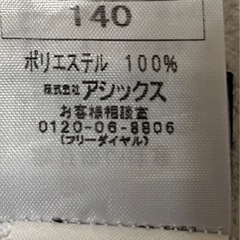 140
ポリエステル 100%
株式会社アシックス
お客様相談室
0120-06-8806
(フリーダイヤル)